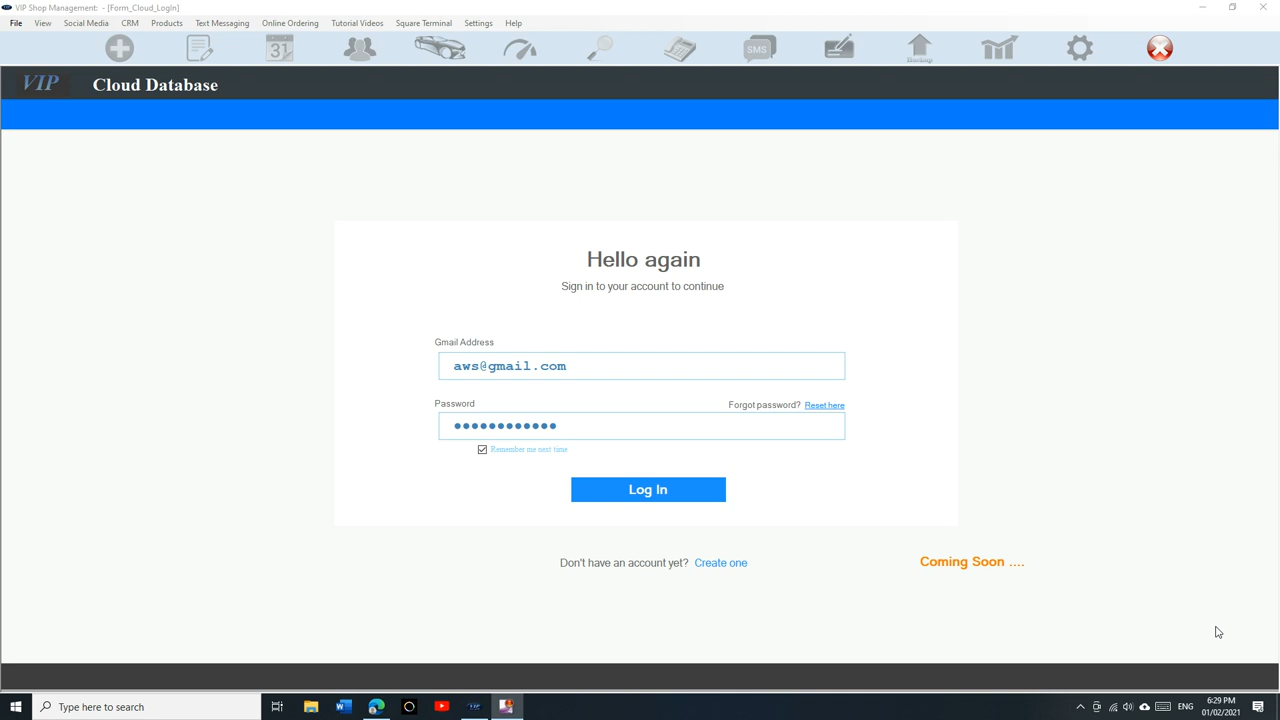 VIP Shop Management:  - [Form_Cloud_LogIn]
File View Social Media CRM Products Text Messaging Online Ordering Tutorial Videos Square Terminal Settings Help
31 SMS Backup
VIP Cloud Database
Hello again
Sign in to your account to continue
Gmail Address
aws@gmail.com
Password Forgot password? Reset here
●●●●●●●●●●●●
Remember me next time
Log In
Don't have an account yet? Create one Coming Soon ....
Type here to search W VIP ENG 6:29 PM
01/02/2021